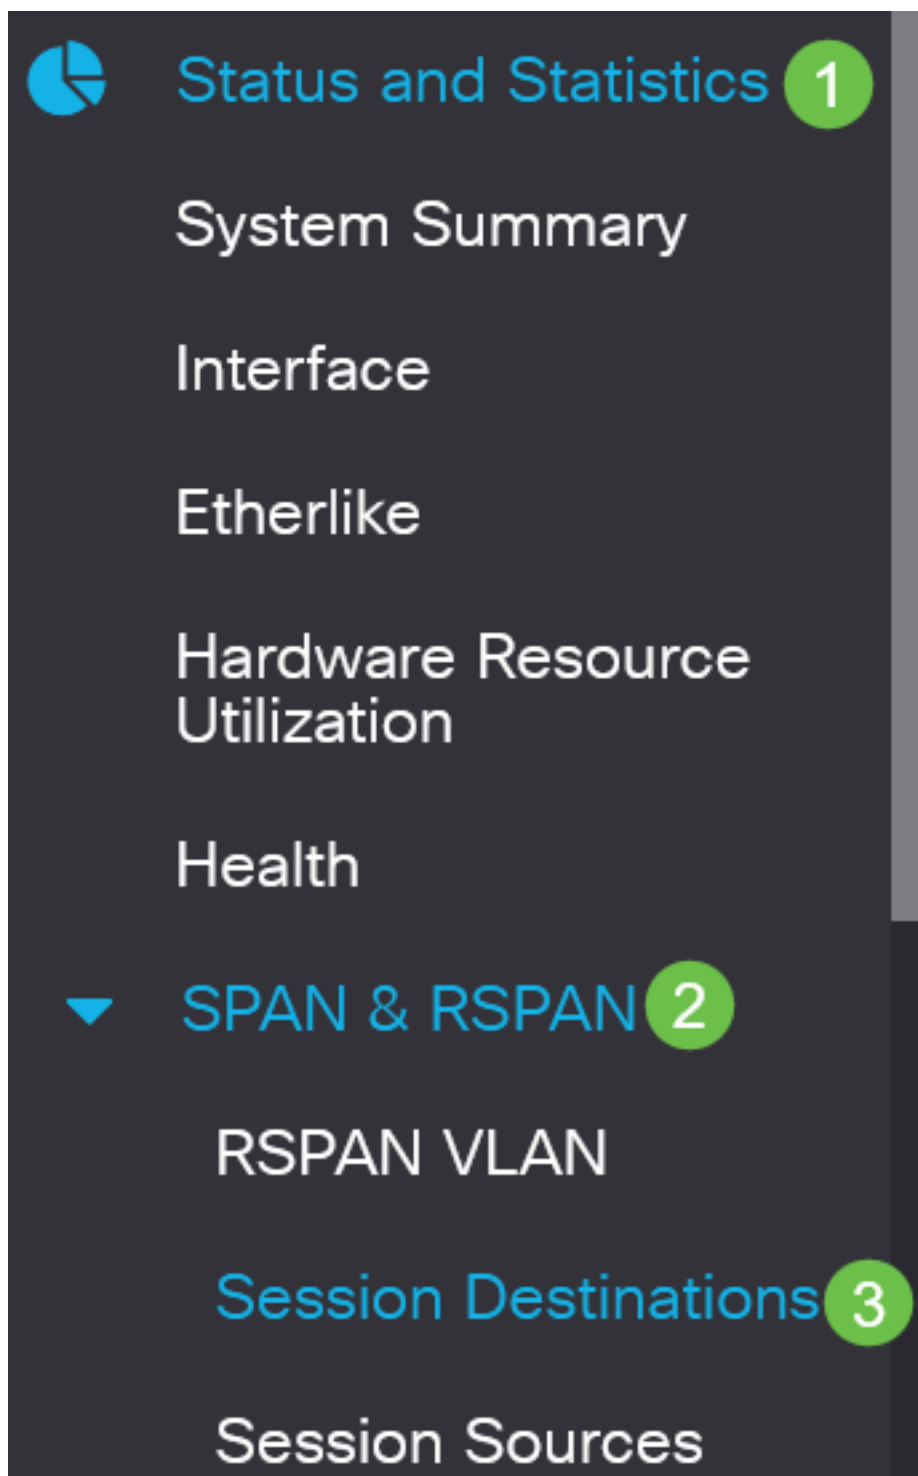 Status and Statistics 1
System Summary
Interface
Etherlike
Hardware Resource
Utilization
Health
SPAN & RSPAN 2
RSPAN VLAN
Session Destinations 3
Session Sources